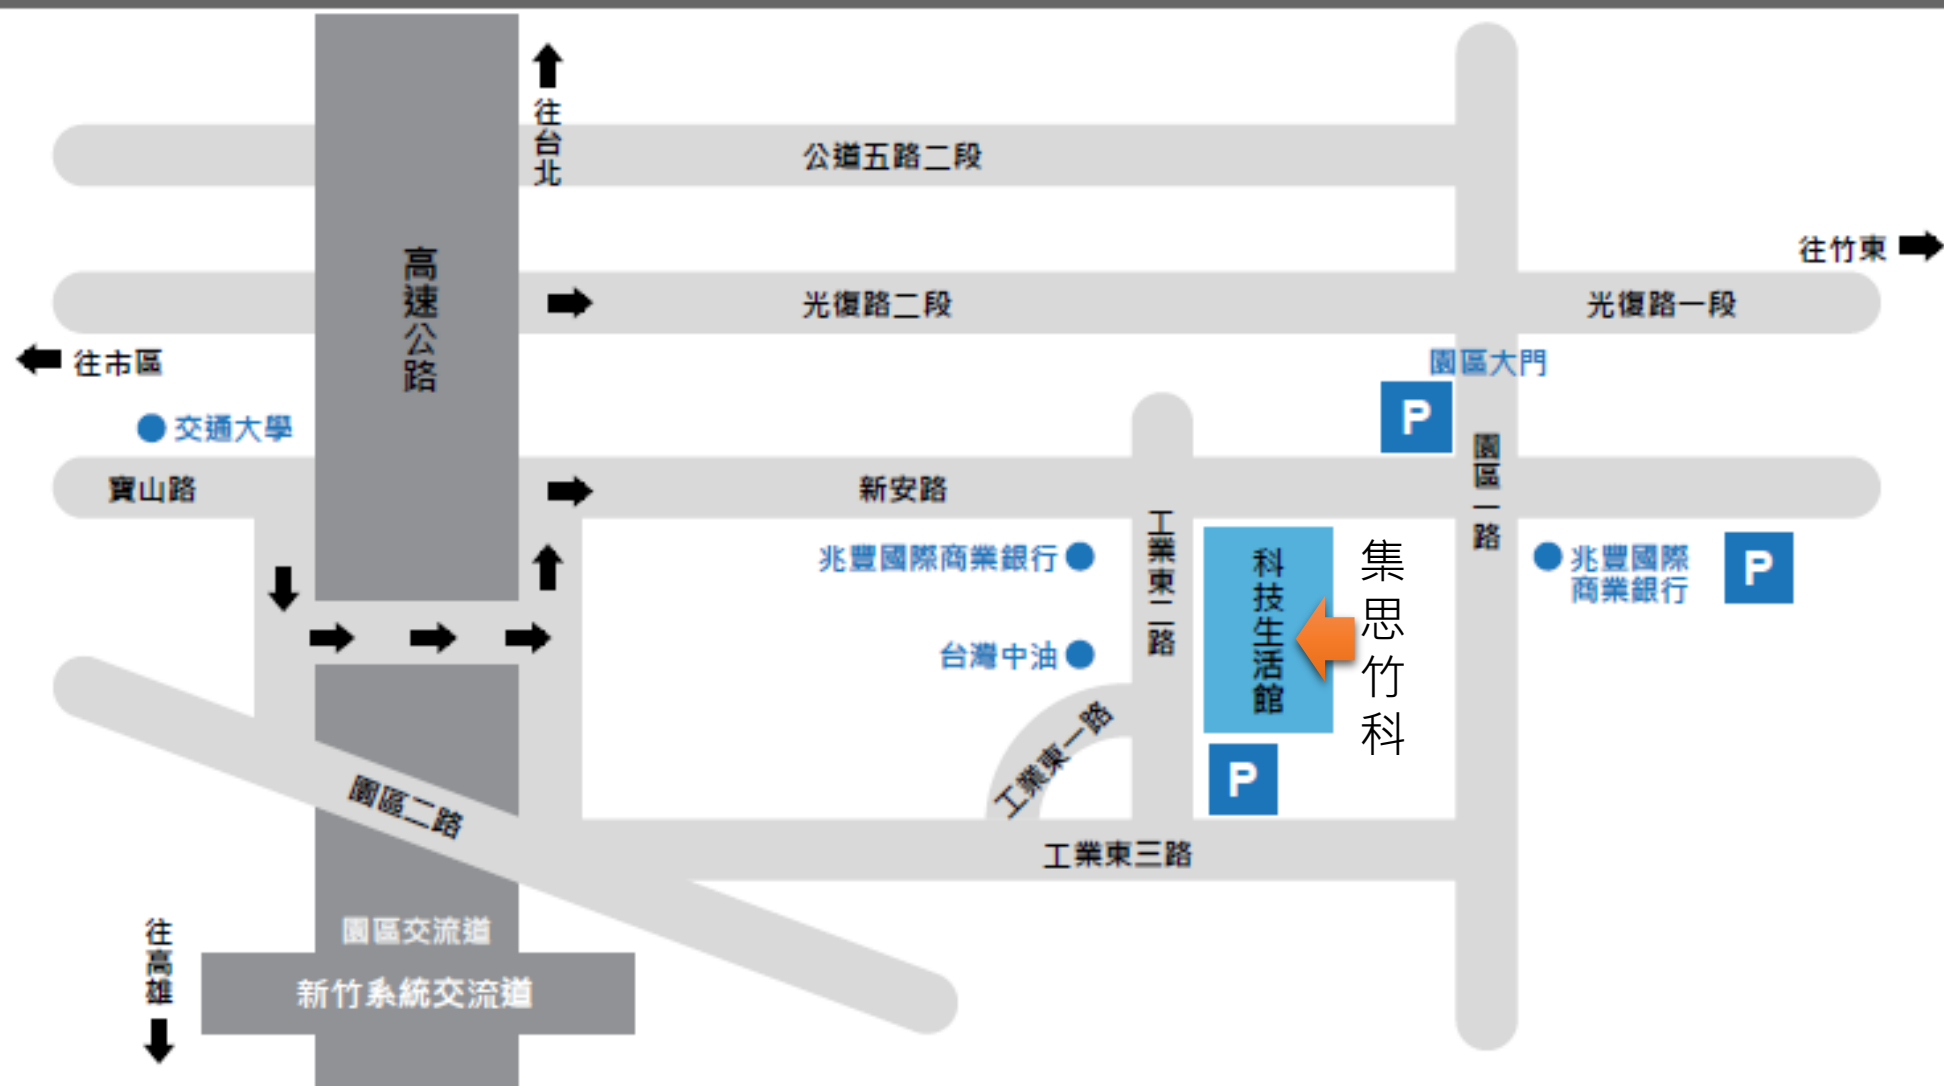 往台北
公道五路二段
高速公路
往竹東
光復路二段
光復路一段
往市區
園區大門
P
交通大學
園區一路
寶山路
新安路
工業東二路
兆豐國際商業銀行
科技生活館
集思竹科
兆豐國際
商業銀行
P
台灣中油
工業東一路
P
園區二路
工業東三路
往高雄
園區交流道
新竹系統交流道